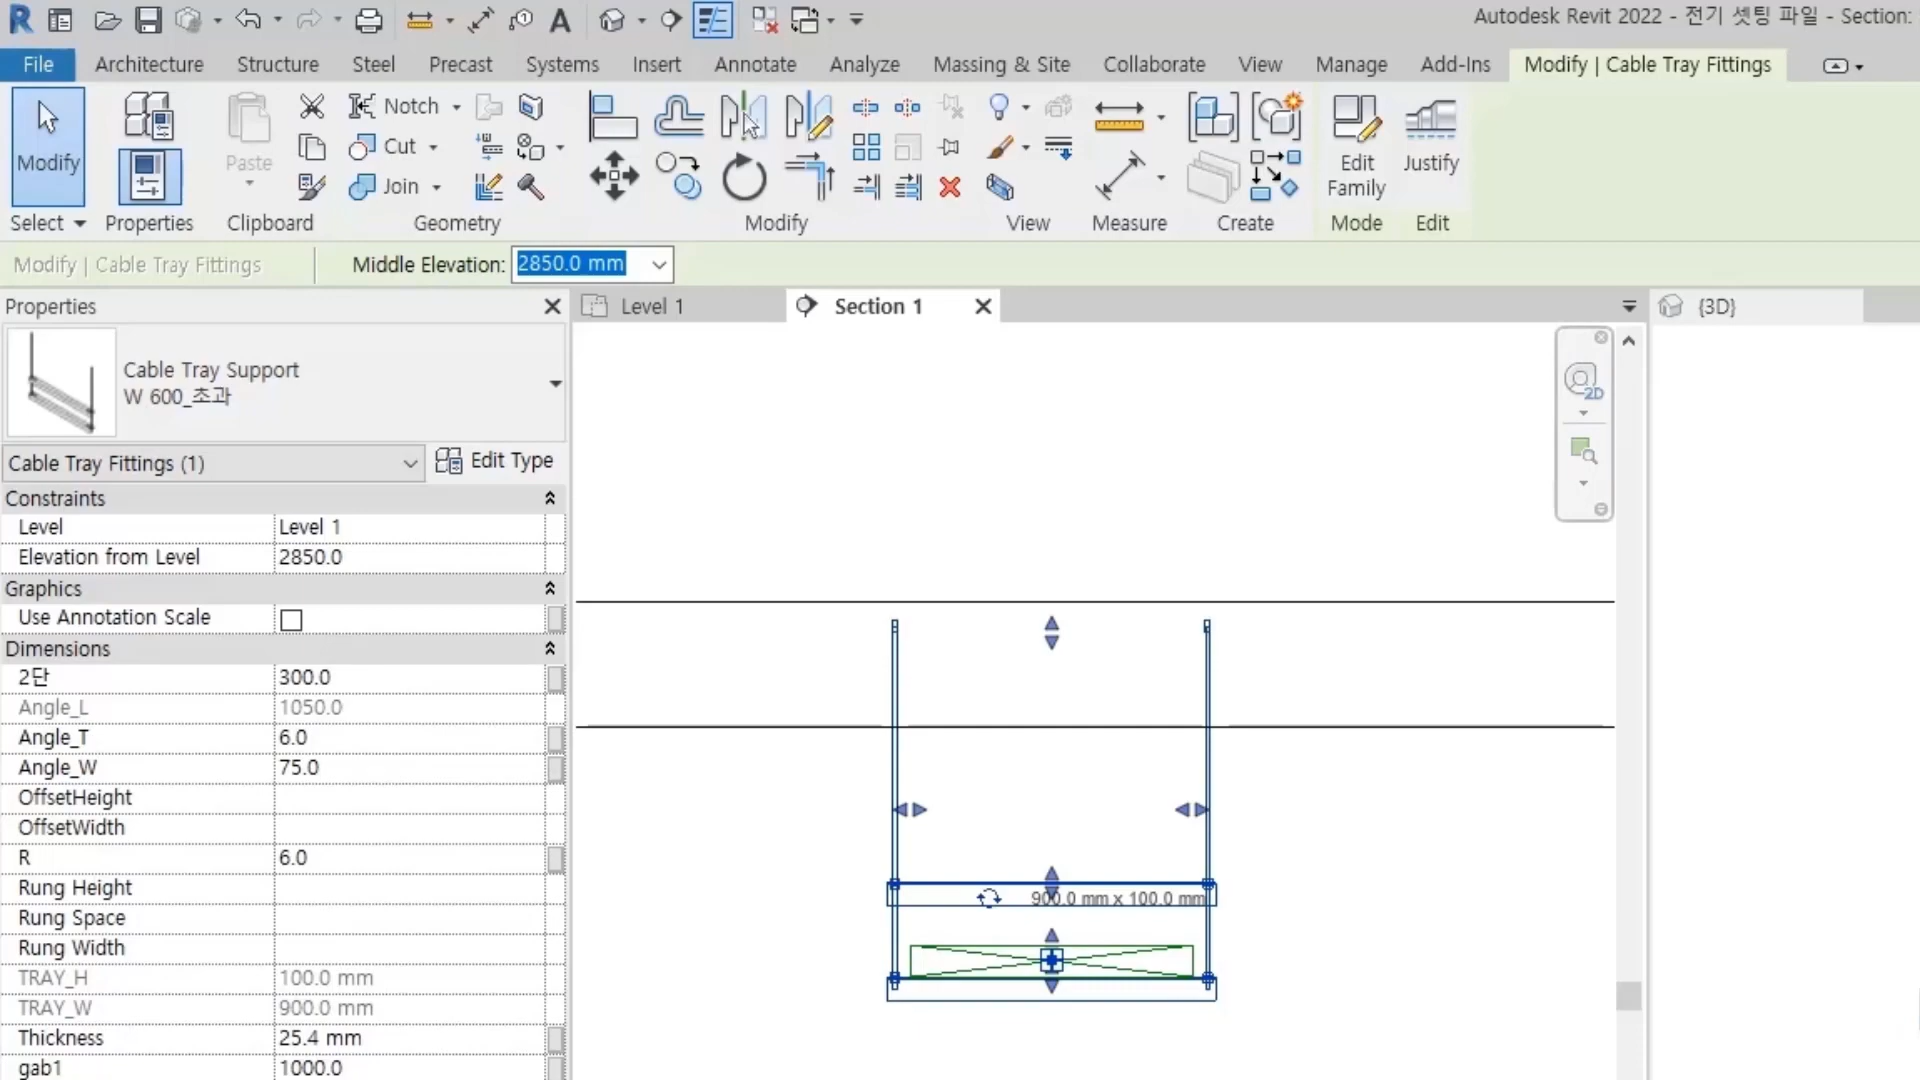 Autodesk Revit 2022 - 전기 셋팅 파일 - Section:
File Architecture Structure Steel Precast Systems Insert Annotate Analyze Massing & Site Collaborate View Manage Add-Ins Modify | Cable Tray Fittings
Modify
Paste
Notch
Cut
Join
Edit Family
Justify
Select Properties Clipboard Geometry Modify View Measure Create Mode Edit
Modify | Cable Tray Fittings Middle Elevation: 2850.0 mm
Properties
Level 1 Section 1 {3D}
Cable Tray Support
W 600_초과
Cable Tray Fittings (1) Edit Type
Constraints
Level Level 1
Elevation from Level 2850.0
Graphics
Use Annotation Scale
Dimensions
2단 300.0
Angle_L 1050.0
Angle_T 6.0
Angle_W 75.0
OffsetHeight
OffsetWidth
R 6.0
Rung Height
Rung Space
Rung Width
TRAY_H 100.0 mm
TRAY_W 900.0 mm
Thickness 25.4 mm
gab1 1000.0
2D
900.0 mm x 100.0 mm